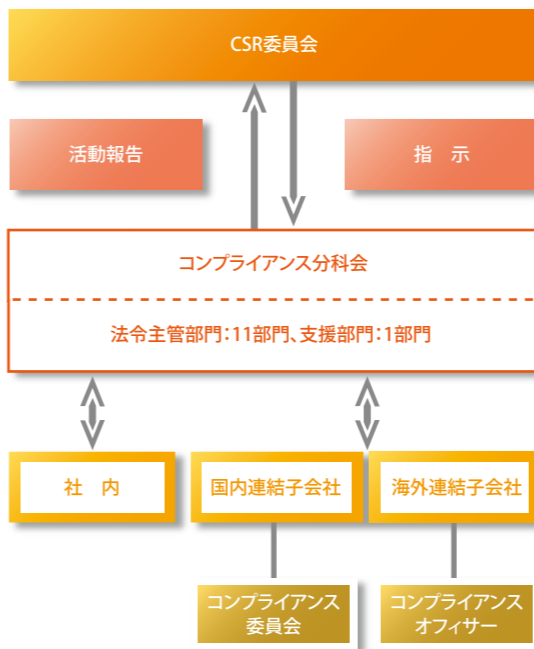 CSR委員会
活動報告
指 示
コンプライアンス分科会
法令主管部門：11部門、支援部門：1部門
社 内
国内連結子会社
海外連結子会社
コンプライアンス
委員会
コンプライアンス
オフィサー